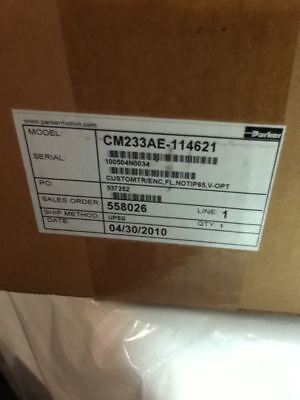 www.parkermotion.com
Parker
MODEL
CM233AE-114621
SERIAL:
100504N0034
CUSTOMTR/ENC,FL,NOTIP65,V-OPT
PO
537252
SALES ORDER:
558026
LINE:
1
SHIP METHOD:
UPSG
QTY:
1
DATE:
04/30/2010